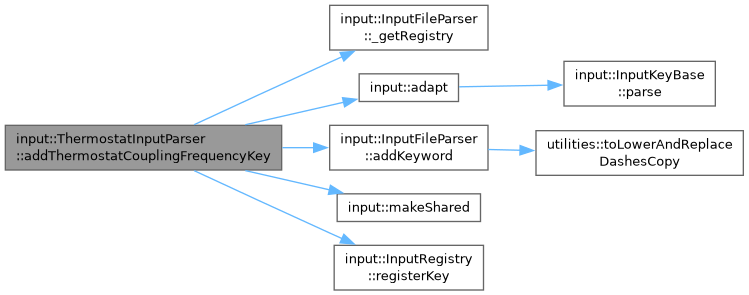 input::ThermostatInputParser
::addThermostatCouplingFrequencyKey
input::InputFileParser
::_getRegistry
input::adapt
input::InputKeyBase
::parse
input::InputFileParser
::addKeyword
utilities::toLowerAndReplace
DashesCopy
input::makeShared
input::InputRegistry
::registerKey